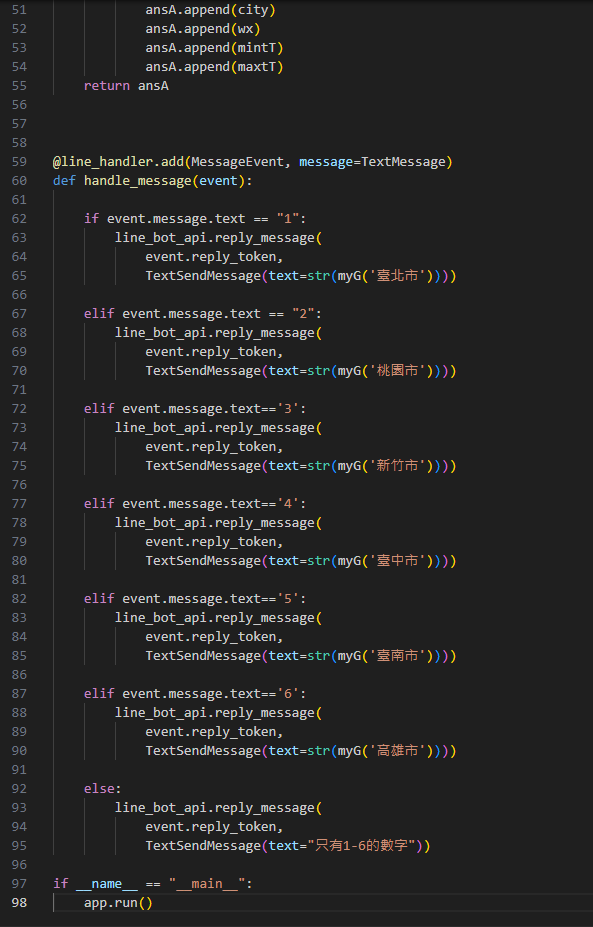 51 ansA.append(city)
52 ansA.append(wx)
53 ansA.append(mintT)
54 ansA.append(maxtT)
55 return ansA
56
57
58
59 @line_handler.add(MessageEvent, message=TextMessage)
60 def handle_message(event):
61
62 if event.message.text == "1":
63 line_bot_api.reply_message(
64 event.reply_token,
65 TextSendMessage(text=str(myG('臺北市'))))
66
67 elif event.message.text == "2":
68 line_bot_api.reply_message(
69 event.reply_token,
70 TextSendMessage(text=str(myG('桃園市'))))
71
72 elif event.message.text=='3':
73 line_bot_api.reply_message(
74 event.reply_token,
75 TextSendMessage(text=str(myG('新竹市'))))
76
77 elif event.message.text=='4':
78 line_bot_api.reply_message(
79 event.reply_token,
80 TextSendMessage(text=str(myG('臺中市'))))
81
82 elif event.message.text=='5':
83 line_bot_api.reply_message(
84 event.reply_token,
85 TextSendMessage(text=str(myG('臺南市'))))
86
87 elif event.message.text=='6':
88 line_bot_api.reply_message(
89 event.reply_token,
90 TextSendMessage(text=str(myG('高雄市'))))
91
92 else:
93 line_bot_api.reply_message(
94 event.reply_token,
95 TextSendMessage(text="只有1-6的數字"))
96
97 if __name__ == "__main__":
98 app.run()